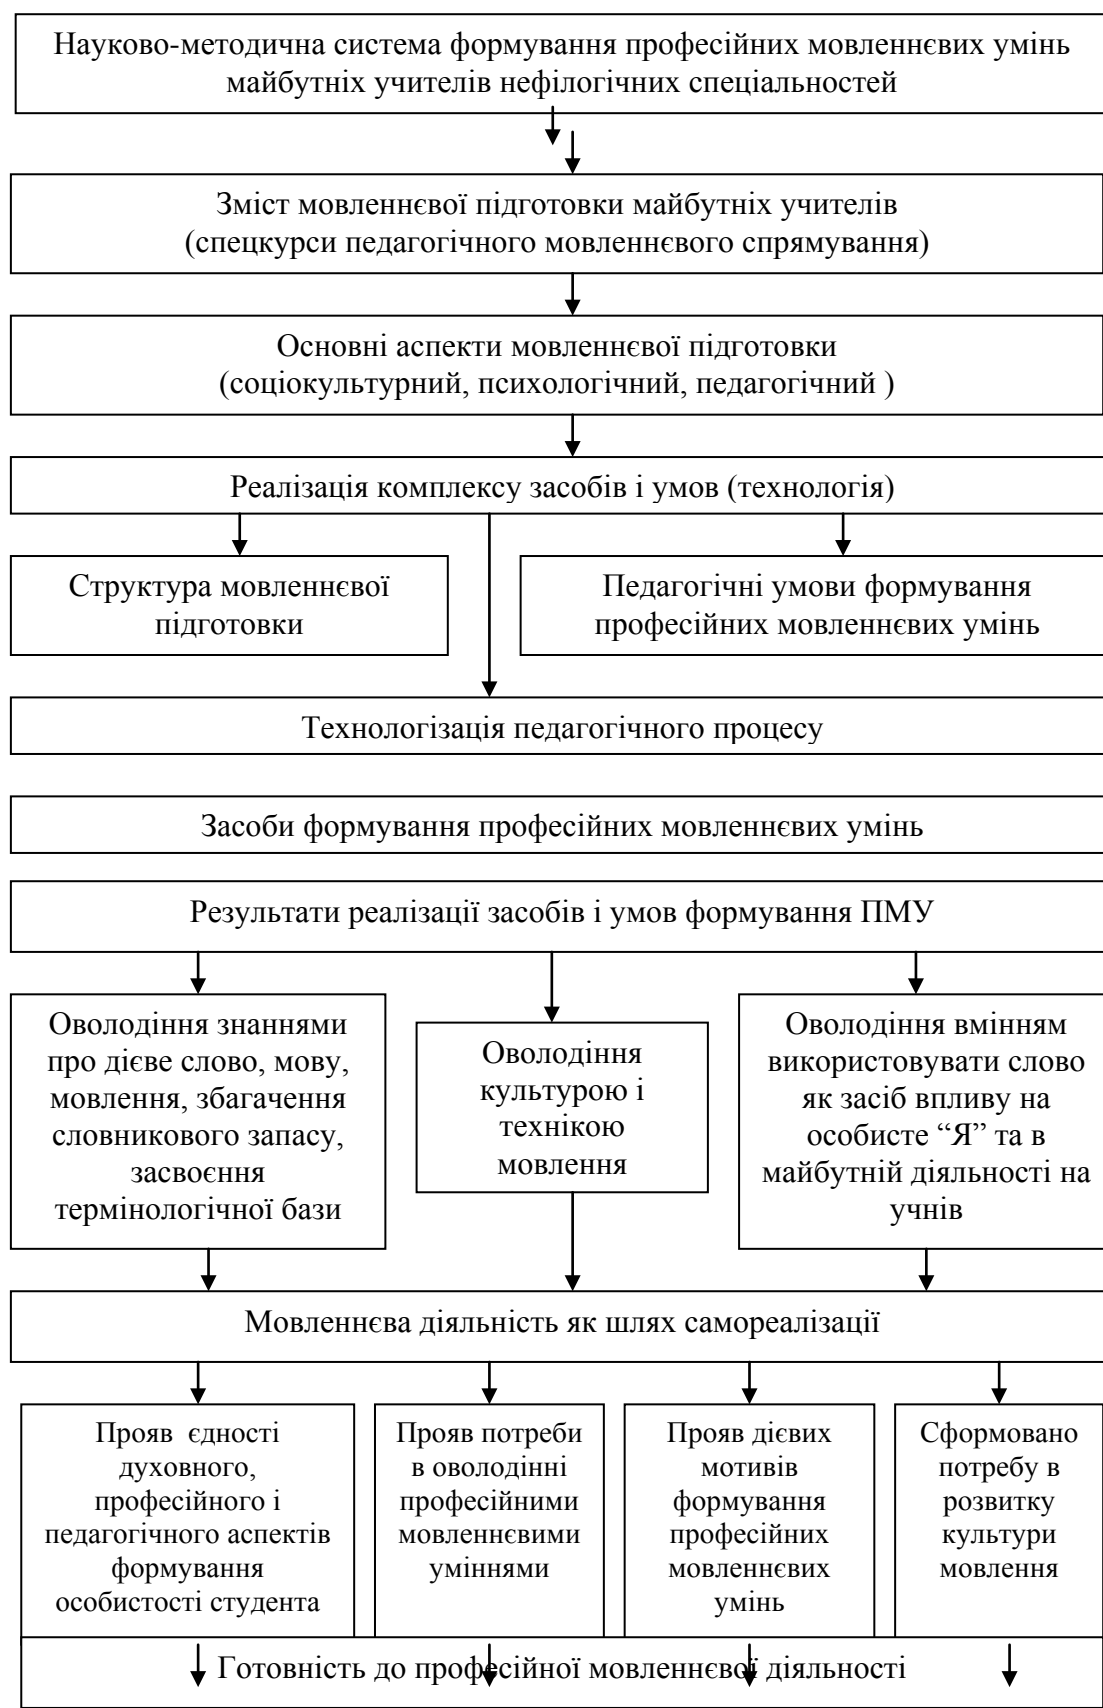 Науково-методична система формування професійних мовленнєвих умінь
майбутніх учителів нефілогічних спеціальностей
Зміст мовленнєвої підготовки майбутніх учителів
(спецкурси педагогічного мовленнєвого спрямування)
Основні аспекти мовленнєвої підготовки
(соціокультурний, психологічний, педагогічний )
Реалізація комплексу засобів і умов (технологія)
Структура мовленнєвої
підготовки
Педагогічні умови формування
професійних мовленнєвих умінь
Технологізація педагогічного процесу
Засоби формування професійних мовленнєвих умінь
Результати реалізації засобів і умов формування ПМУ
Оволодіння знаннями
про дієве слово, мову,
мовлення, збагачення
словникового запасу,
засвоєння
термінологічної бази
Оволодіння
культурою і
технікою
мовлення
Оволодіння вмінням
використовувати слово
як засіб впливу на
особисте “Я” та в
майбутній діяльності на
учнів
Мовленнєва діяльність як шлях самореалізації
Прояв єдності
духовного,
професійного і
педагогічного аспектів
формування
особистості студента
Прояв потреби
в оволодінні
професійними
мовленнєвими
уміннями
Прояв дієвих
мотивів
формування
професійних
мовленнєвих
умінь
Сформовано
потребу в
розвитку
культури
мовлення
Готовність до професійної мовленнєвої діяльності